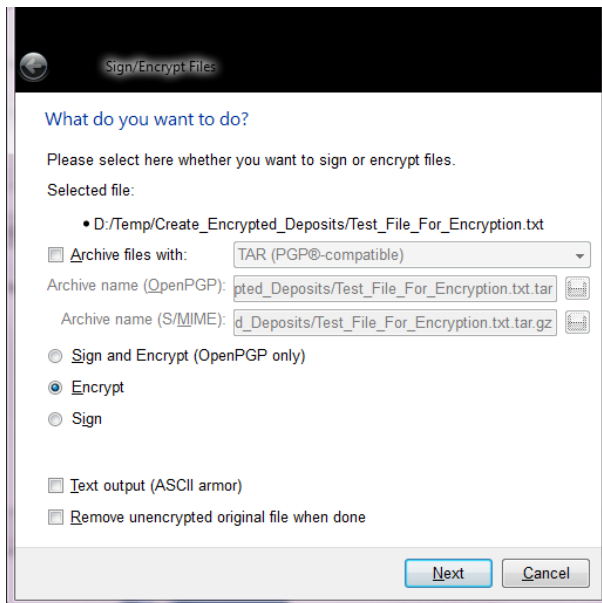 Sign/Encrypt Files
What do you want to do?
Please select here whether you want to sign or encrypt files.
Selected file:
• D:/Temp/Create_Encrypted_Deposits/Test_File_For_Encryption.txt
Archive files with: TAR (PGP®-compatible)
Archive name (OpenPGP): pted_Deposits/Test_File_For_Encryption.txt.tar
Archive name (S/MIME): d_Deposits/Test_File_For_Encryption.txt.tar.gz
Sign and Encrypt (OpenPGP only)
Encrypt
Sign
Text output (ASCII armor)
Remove unencrypted original file when done
Next Cancel